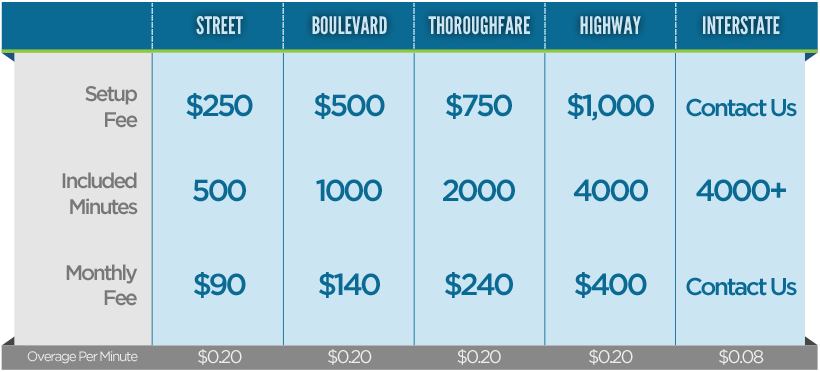 STREET BOULEVARD THOROUGHFARE HIGHWAY INTERSTATE
Setup
Fee $250 $500 $750 $1,000 Contact Us
Included
Minutes 500 1000 2000 4000 4000+
Monthly
Fee $90 $140 $240 $400 Contact Us
Overage Per Minute $0.20 $0.20 $0.20 $0.20 $0.08